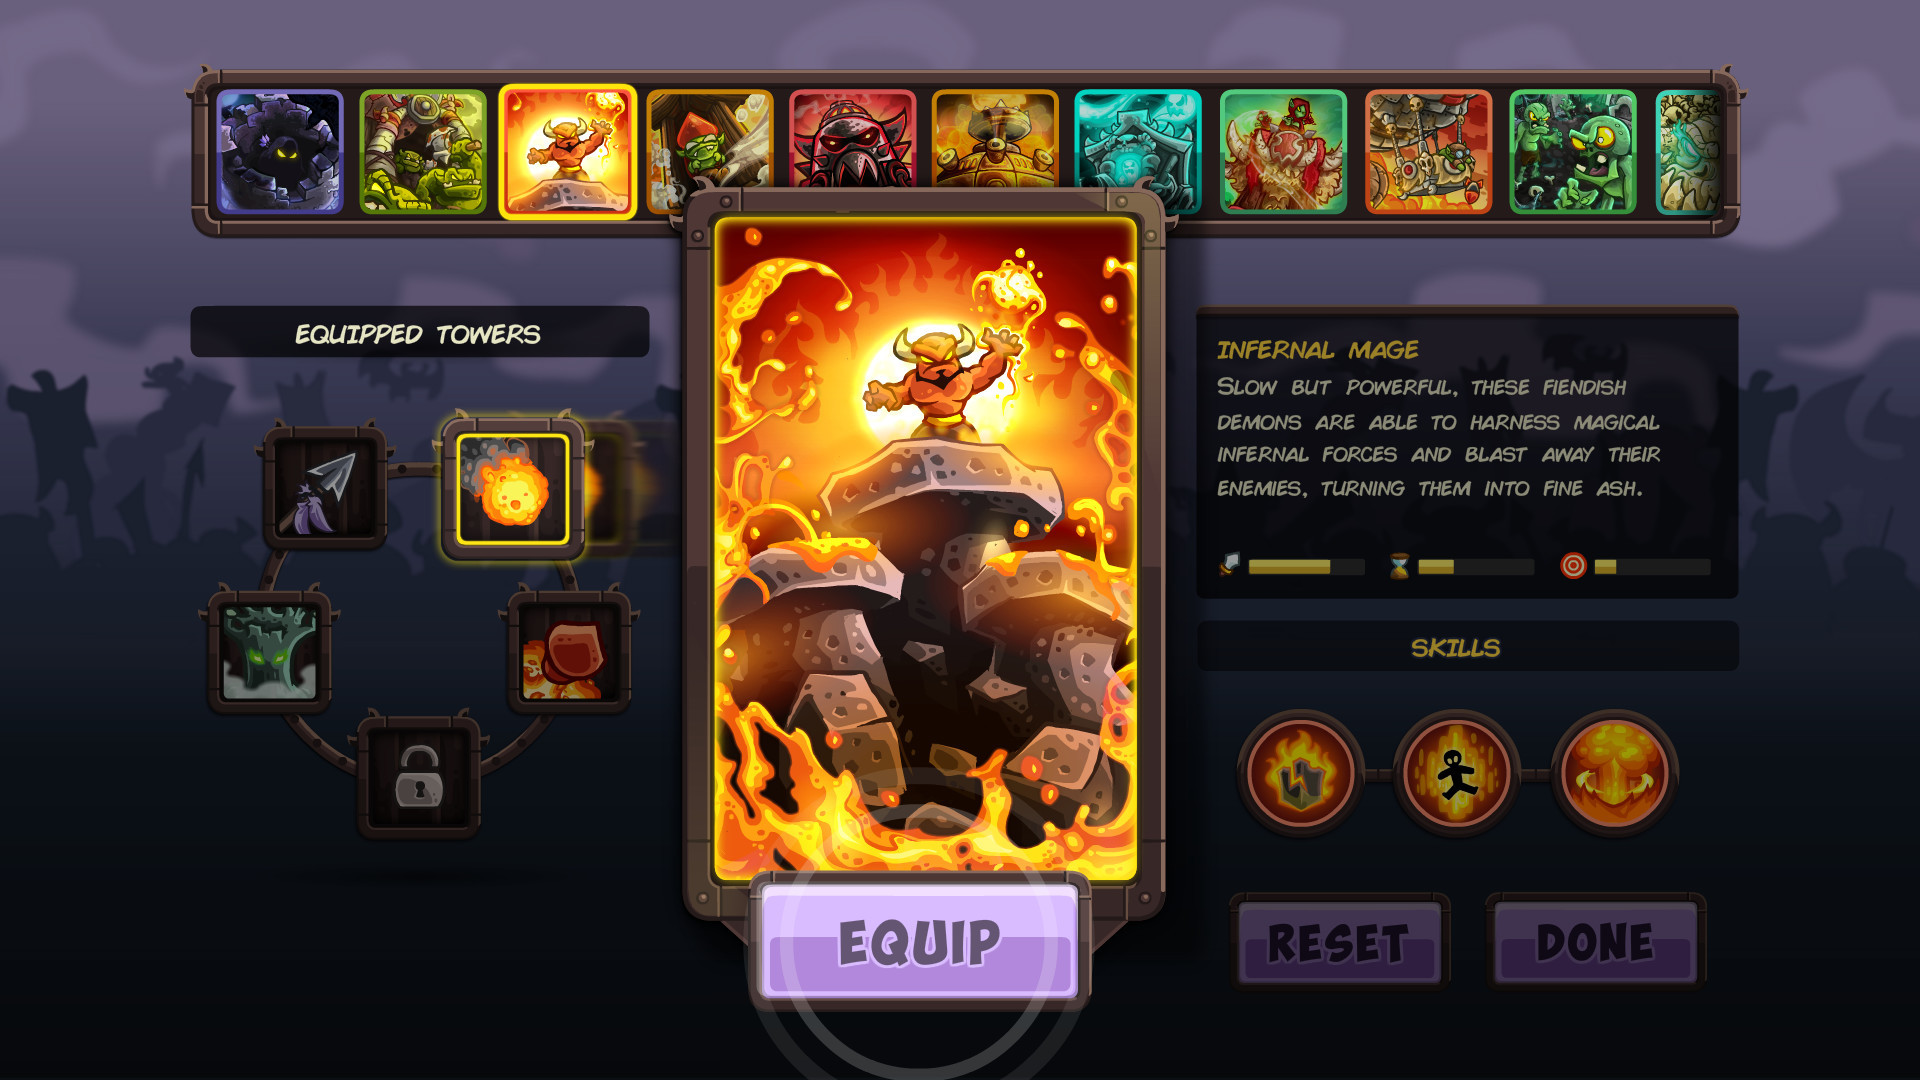 EQUIPPED TOWERS
INFERNAL MAGE
SLOW BUT POWERFUL, THESE FIENDISH
DEMONS ARE ABLE TO HARNESS MAGICAL
INFERNAL FORCES AND BLAST AWAY THEIR
ENEMIES, TURNING THEM INTO FINE ASH.
SKILLS
EQUIP
RESET
DONE